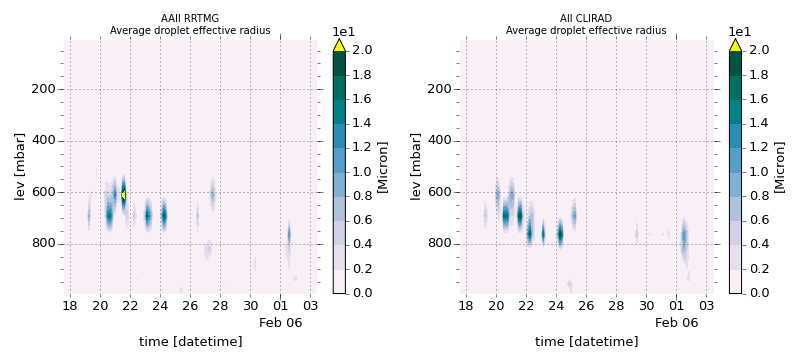 AAII RRTMG
Average droplet effective radius
1e1
2.0
1.8
1.6
1.4
1.2
1.0
0.8
0.6
0.4
0.2
0.0
[Micron]
lev [mbar]
200
400
600
800
18 20 22 24 26 28 30 01 03
Feb 06
time [datetime]
AII CLIRAD
Average droplet effective radius
1e1
2.0
1.8
1.6
1.4
1.2
1.0
0.8
0.6
0.4
0.2
0.0
[Micron]
lev [mbar]
200
400
600
800
18 20 22 24 26 28 30 01 03
Feb 06
time [datetime]